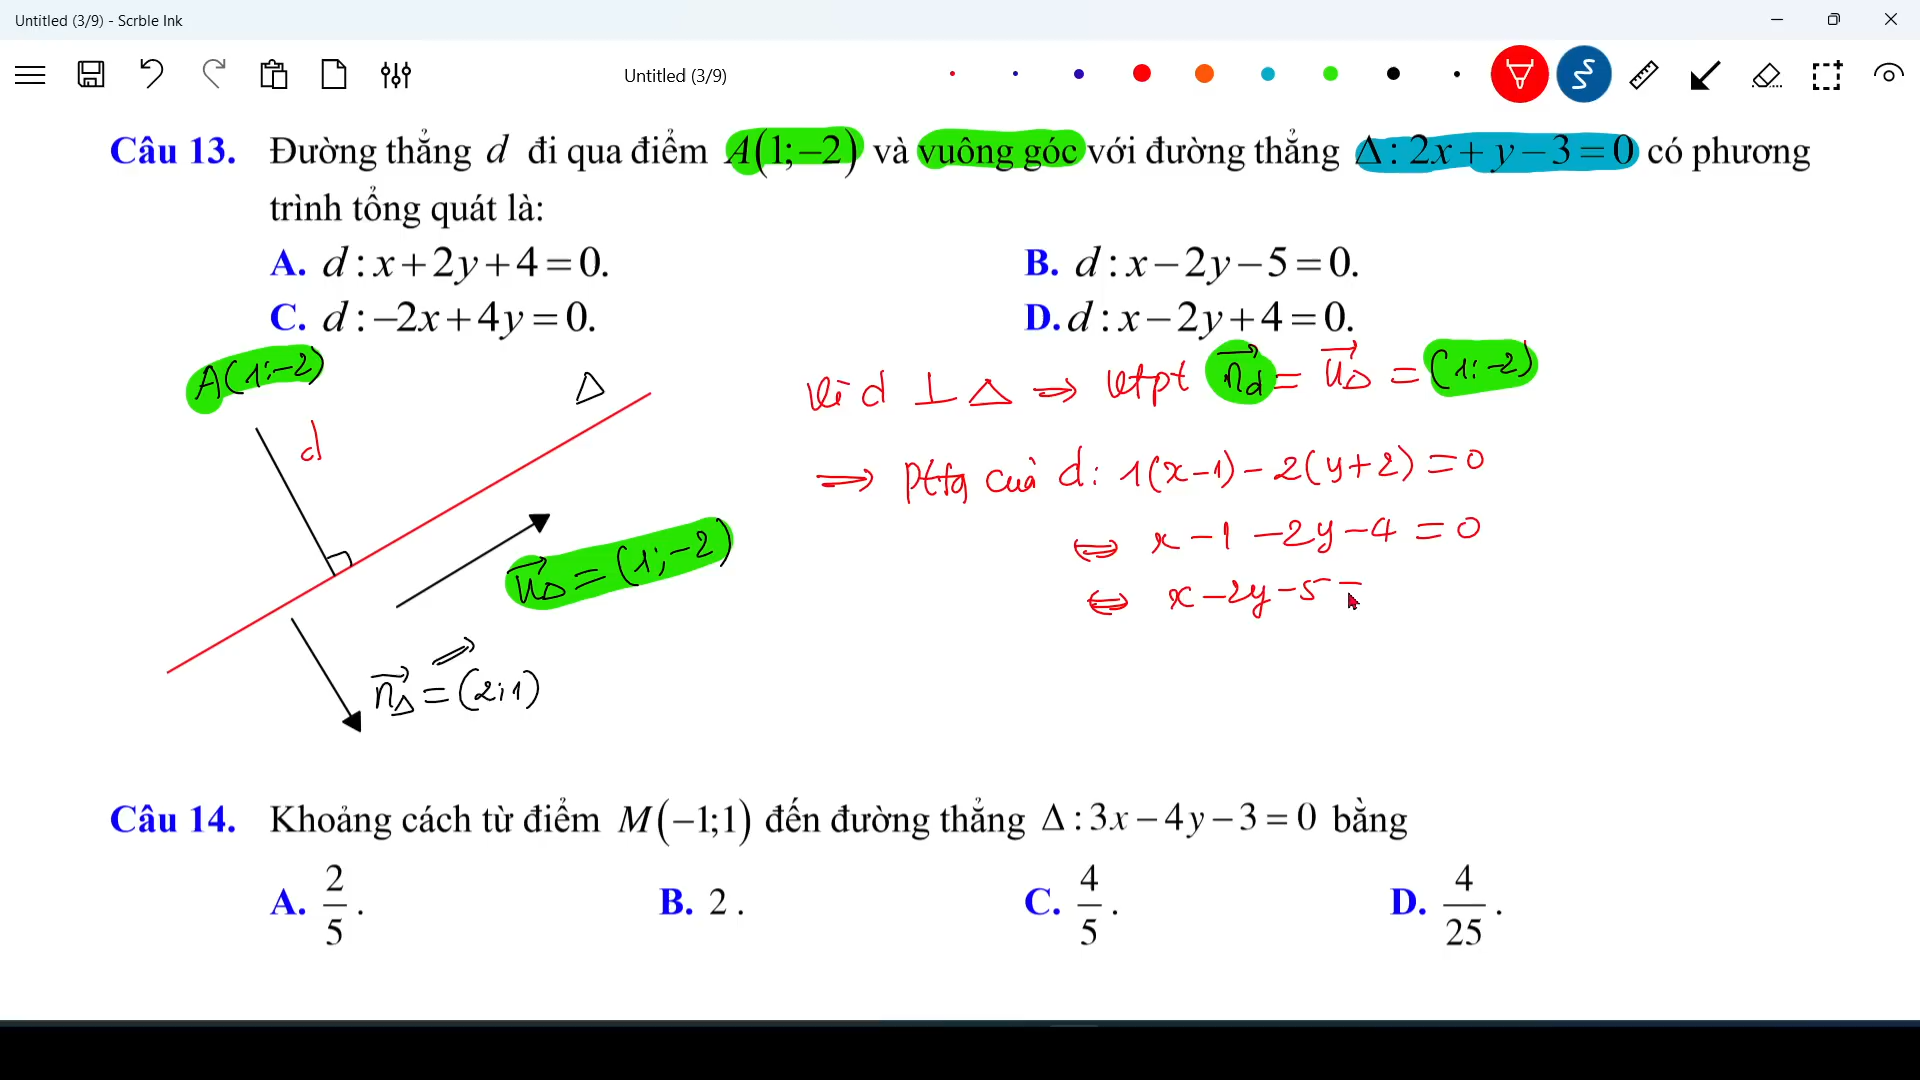 Untitled (3/9) - Scrble Ink
Untitled (3/9)
Câu 13. Đường thẳng d đi qua điểm A(1;−2) và vuông góc với đường thẳng Δ: 2x+y−3=0 có phương
trình tổng quát là:
A. d:x+2y+4=0. B. d:x−2y−5=0.
C. d:−2x+4y=0. D. d:x−2y+4=0.
A(1;-2)
d
Δ
u⃗Δ = (1;-2)
n⃗Δ = (2;1)
Vì d ⊥ Δ ⇒ vtpt n⃗d = u⃗Δ = (1;-2)
⇒ pttq của d: 1(x-1)-2(y+2)=0
⇔ x-1-2y-4=0
⇔ x-2y-5
Câu 14. Khoảng cách từ điểm M(−1;1) đến đường thẳng Δ:3x−4y−3=0 bằng
A. 2/5. B. 2. C. 4/5. D. 4/25.